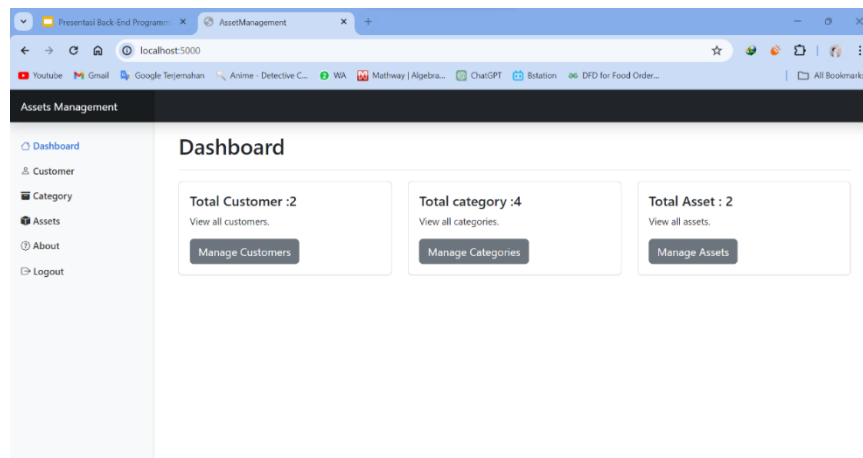 Presentasi Back-End Programm
AssetManagement
localhost:5000
Youtube
Gmail
Google Terjemahan
Anime - Detective C...
WA
Mathway | Algebra...
ChatGPT
Bstation
DFD for Food Order...
All Bookmarks
Assets Management
Dashboard
Customer
Category
Assets
About
Logout
Dashboard
Total Customer :2
View all customers.
Manage Customers
Total category :4
View all categories.
Manage Categories
Total Asset : 2
View all assets.
Manage Assets